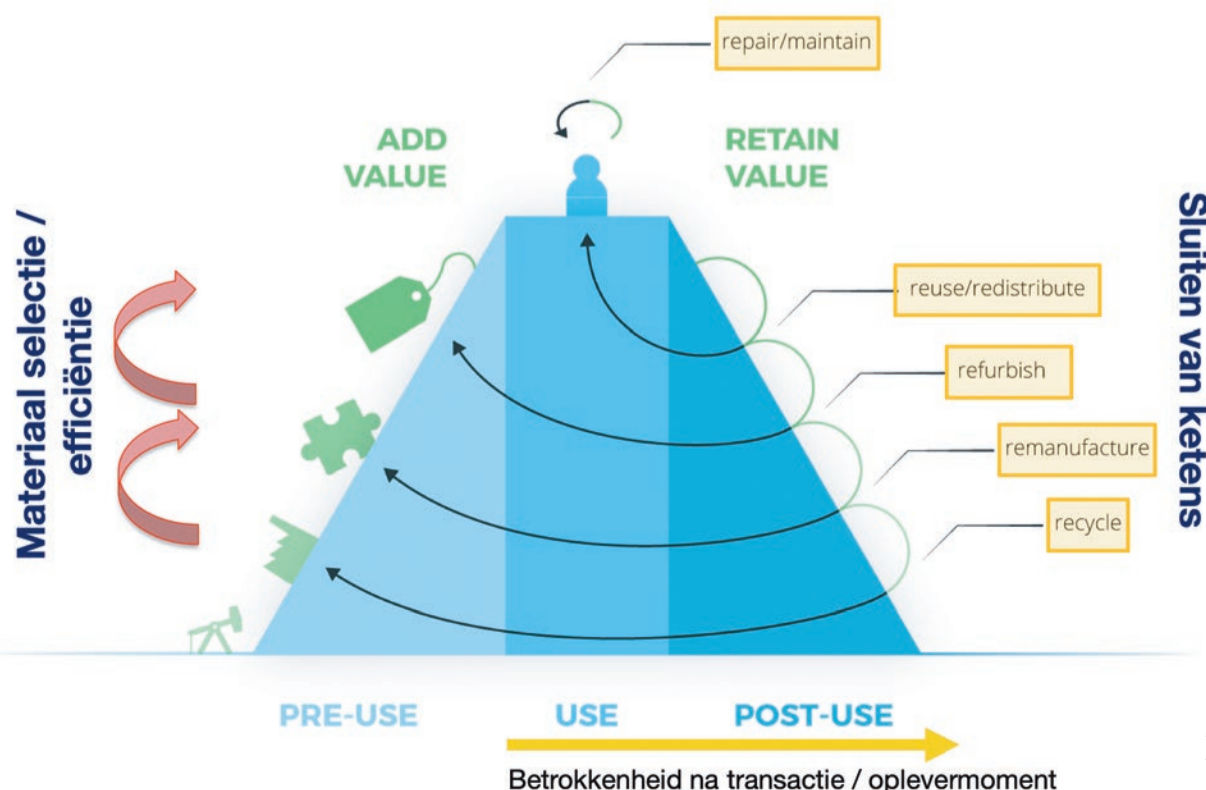 repair/maintain
ADD
VALUE
RETAIN
VALUE
Materiaal selectie /
efficiëntie
Sluiten van ketens
reuse/redistribute
refurbish
remanufacture
recycle
PRE-USE
USE
POST-USE
Betrokkenheid na transactie / oplevermoment